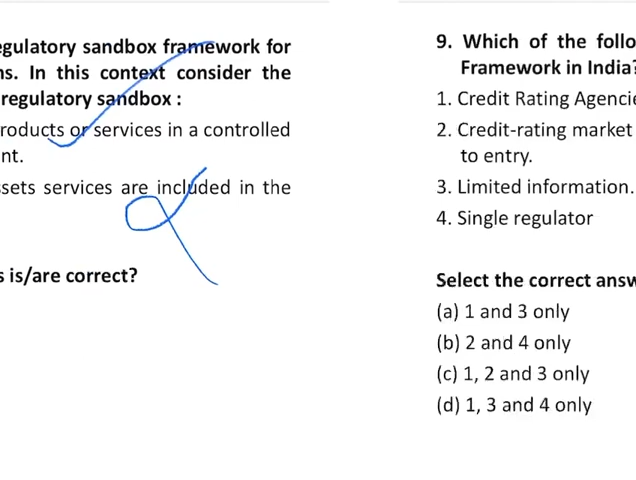 egulatory sandbox framework for
ns. In this context consider the
regulatory sandbox :
roducts or services in a controlled
nt.
ssets services are included in the
s is/are correct?
9. Which of the follo
Framework in India?
1. Credit Rating Agencie
2. Credit-rating market
to entry.
3. Limited information.
4. Single regulator
Select the correct answ
(a) 1 and 3 only
(b) 2 and 4 only
(c) 1, 2 and 3 only
(d) 1, 3 and 4 only